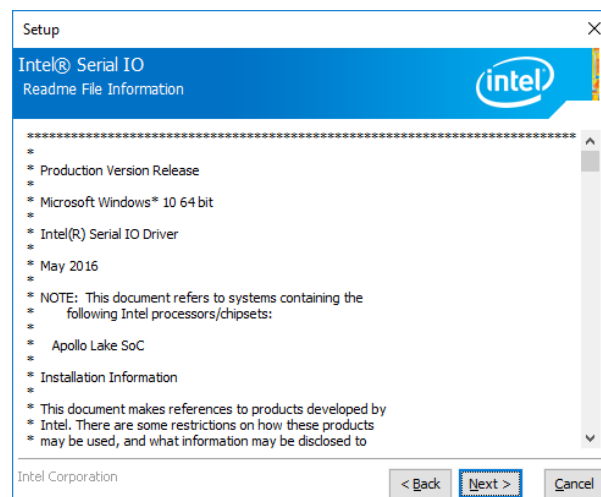 Setup
Intel® Serial IO
Readme File Information
intel
******************************************************************************
*
* Production Version Release
*
* Microsoft Windows* 10 64 bit
*
* Intel(R) Serial IO Driver
*
* May 2016
*
* NOTE: This document refers to systems containing the
* following Intel processors/chipsets:
*
* Apollo Lake SoC
*
* Installation Information
*
* This document makes references to products developed by
* Intel. There are some restrictions on how these products
* may be used, and what information may be disclosed to
Intel Corporation
< Back
Next >
Cancel